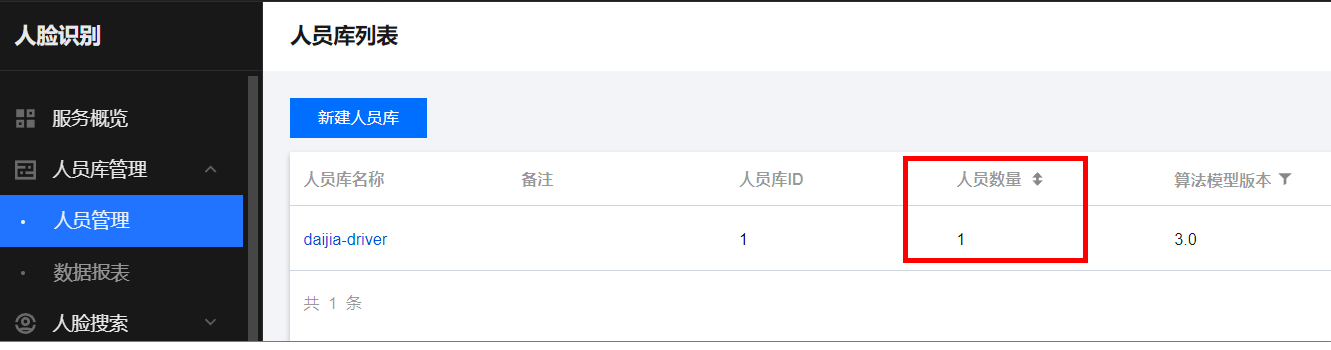 人脸识别
人员库列表
服务概览
新建人员库
人员库管理
人员库名称 备注 人员库ID 人员数量 算法模型版本
人员管理
daijia-driver 1 1 3.0
数据报表
共 1 条
人脸搜索